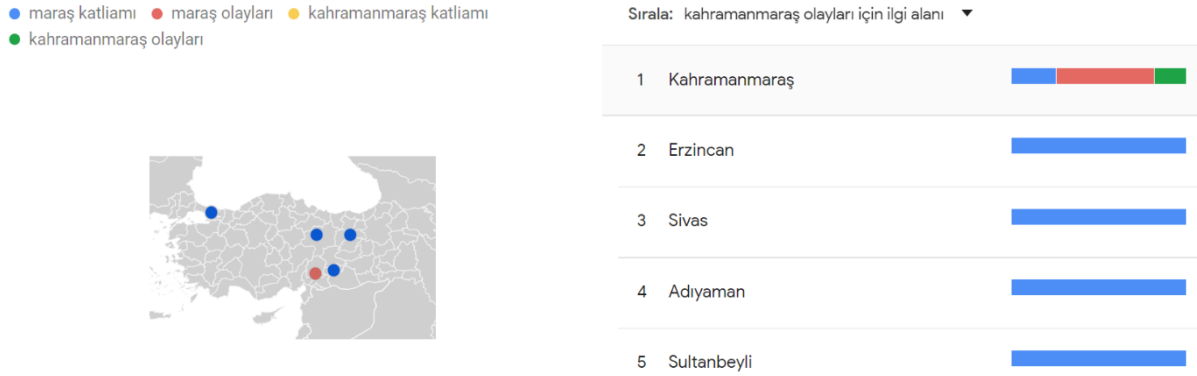 maraş katliamı maraş olayları kahramanmaraş katliamı
kahramanmaraş olayları
Sırala: kahramanmaraş olayları için ilgi alanı
1 Kahramanmaraş
2 Erzincan
3 Sivas
4 Adıyaman
5 Sultanbeyli